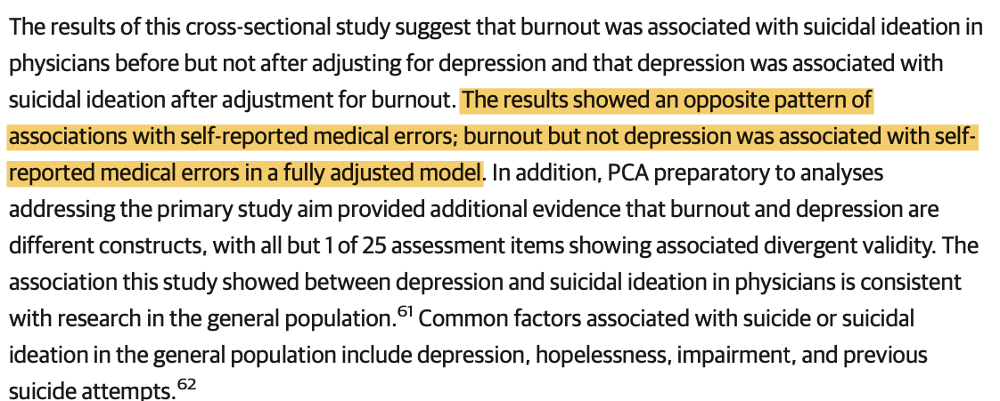 The results of this cross-sectional study suggest that burnout was associated with suicidal ideation in
physicians before but not after adjusting for depression and that depression was associated with
suicidal ideation after adjustment for burnout. The results showed an opposite pattern of
associations with self-reported medical errors; burnout but not depression was associated with self-
reported medical errors in a fully adjusted model. In addition, PCA preparatory to analyses
addressing the primary study aim provided additional evidence that burnout and depression are
different constructs, with all but 1 of 25 assessment items showing associated divergent validity. The
association this study showed between depression and suicidal ideation in physicians is consistent
with research in the general population.61 Common factors associated with suicide or suicidal
ideation in the general population include depression, hopelessness, impairment, and previous
suicide attempts.62